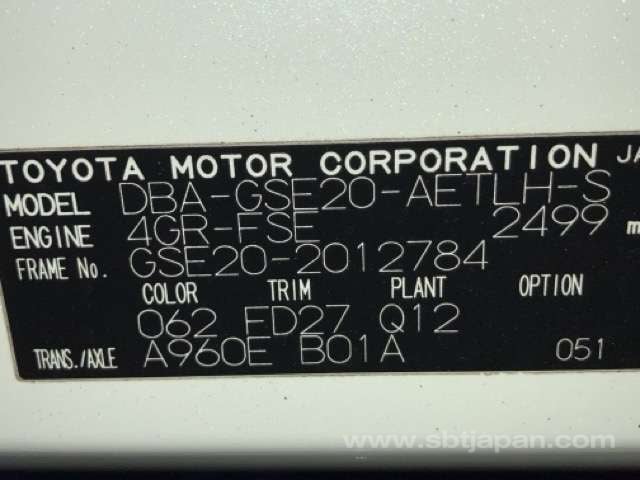 TOYOTA MOTOR CORPORATION JA
MODEL DBA-GSE20-AETLH-S
ENGINE 4GR-FSE 2499 m
FRAME No. GSE20-2012784
COLOR TRIM PLANT OPTION
062 FD27 Q12
TRANS./AXLE A960E B01A 051
www.sbtjapan.com